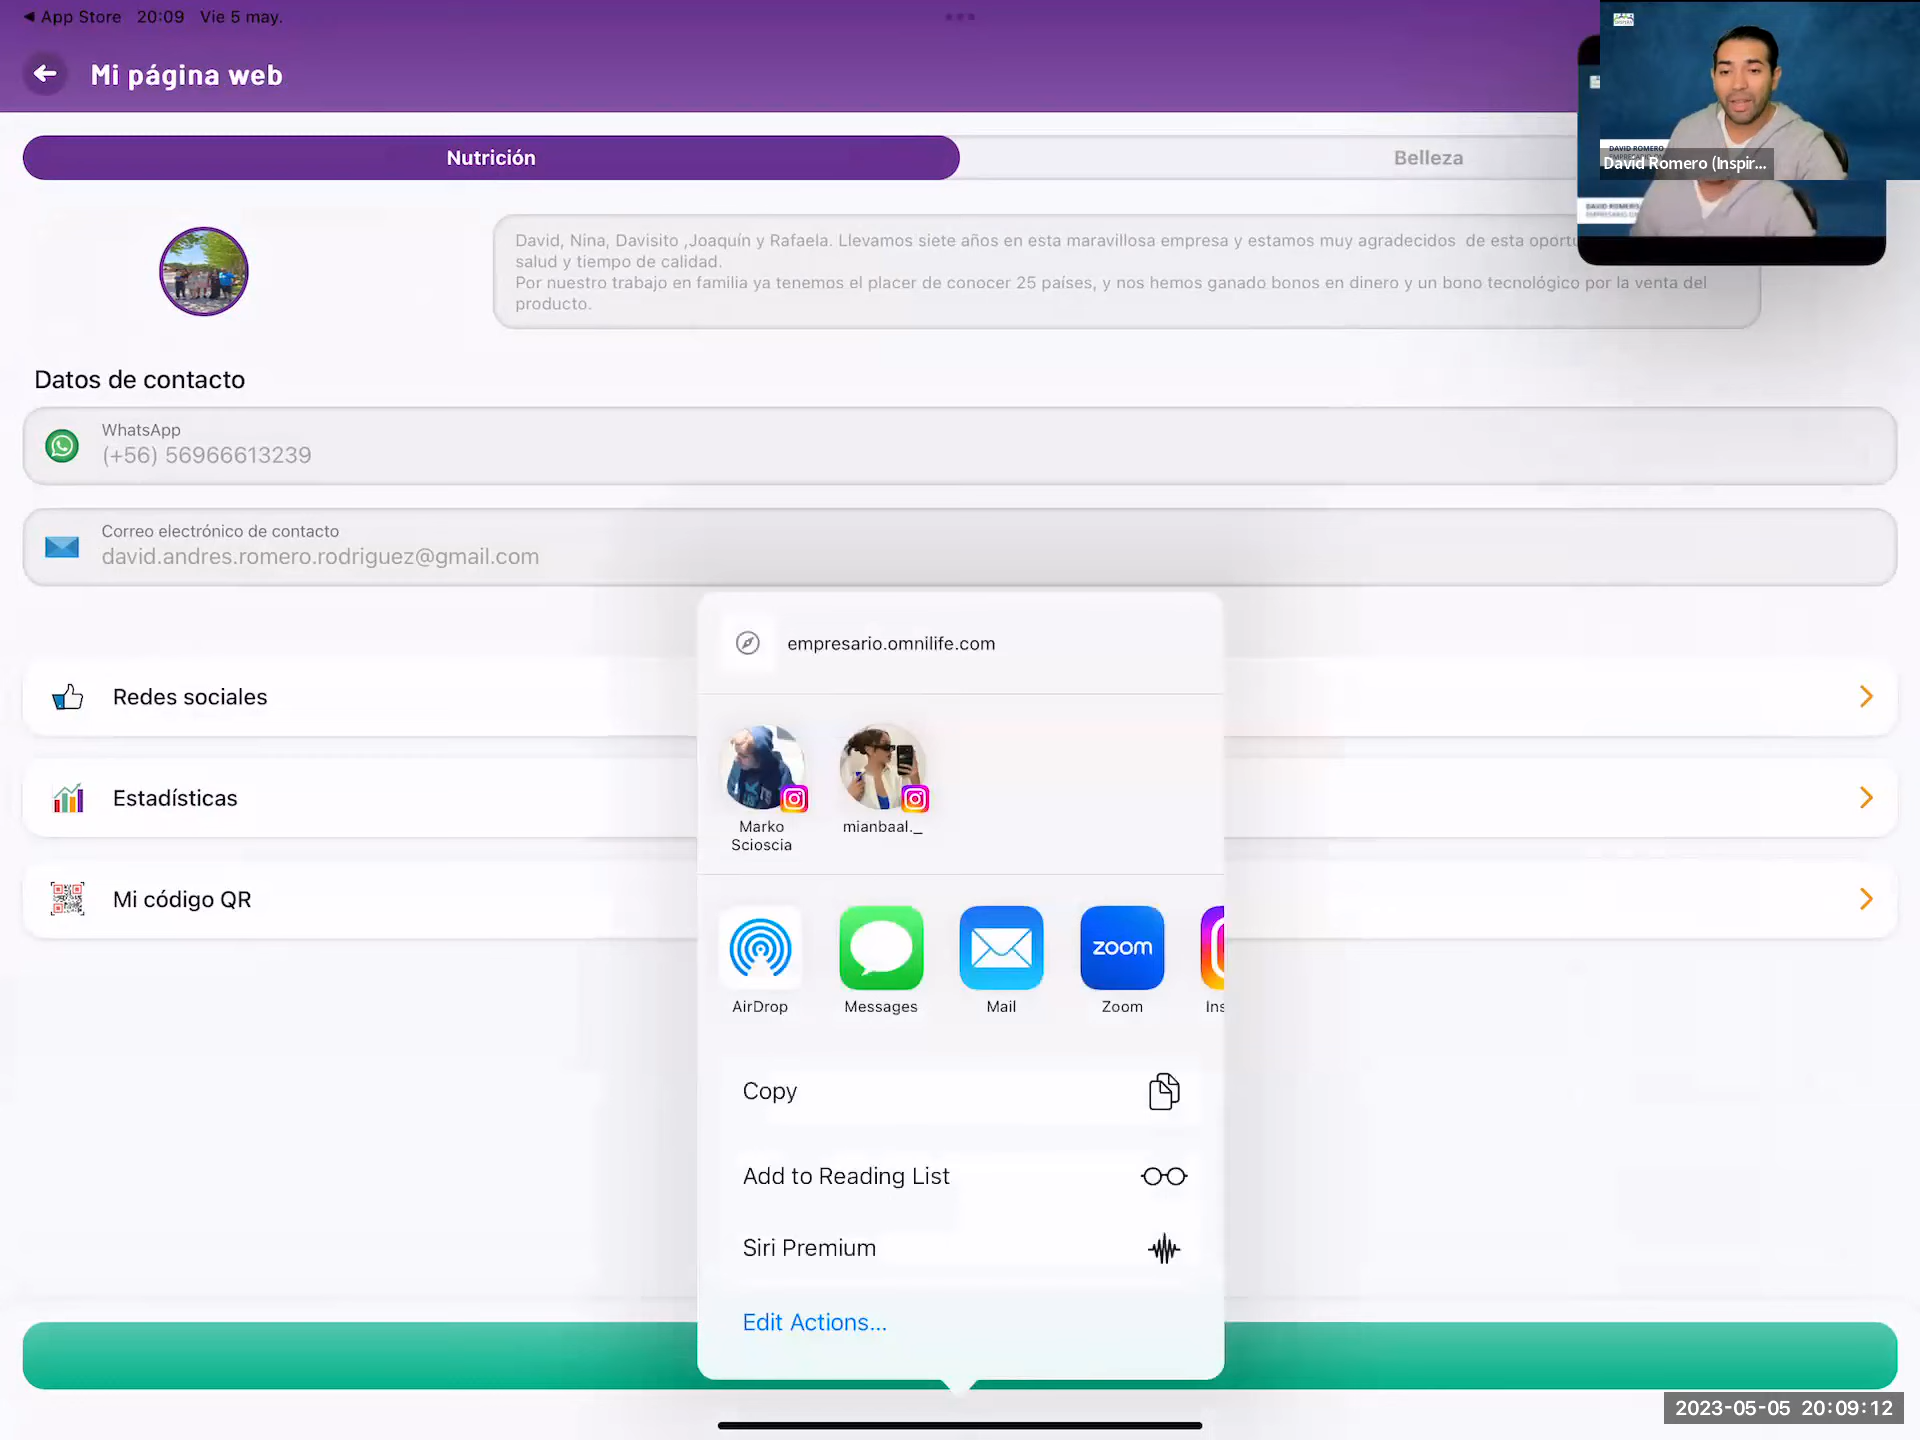 App Store 20:09 Vie 5 may.
Mi página web
Nutrición
Belleza
DAVID ROMERO
David Romero (Inspir...
DAVID ROMERO
David, Nina, Davisito ,Joaquín y Rafaela. Llevamos siete años en esta maravillosa empresa y estamos muy agradecidos de esta
salud y tiempo de calidad.
Por nuestro trabajo en familia ya tenemos el placer de conocer 25 países, y nos hemos ganado bonos en dinero y un bono tecnológico por la venta del
producto.
Datos de contacto
WhatsApp
(+56) 56966613239
Correo electrónico de contacto
david.andres.romero.rodriguez@gmail.com
empresario.omnilife.com
Redes sociales
Marko
Scioscia
mianbaal._
Estadísticas
Mi código QR
zoom
AirDrop
Messages
Mail
Zoom
Ins
Copy
Add to Reading List
Siri Premium
Edit Actions...
2023-05-05 20:09:12